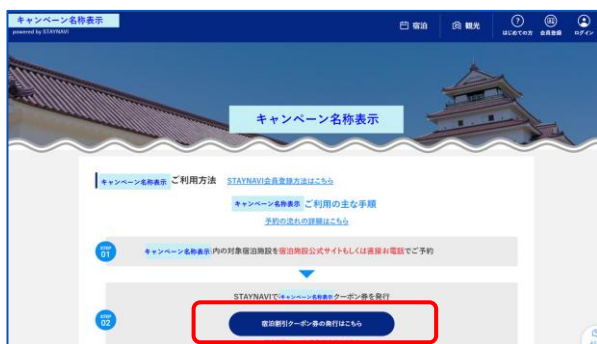 キャンペーン名称表示
powered by STAYNAVI
宿泊
観光
はじめての方
会員登録
ログイン
キャンペーン名称表示
キャンペーン名称表示 ご利用方法 STAYNAVI会員登録方法はこちら
キャンペーン名称表示 ご利用の主な手順
予約の流れの詳細はこちら
STEP
01
キャンペーン名称表示 内の対象宿泊施設を宿泊施設公式サイトもしくは直接お電話でご予約
STAYNAVIでキャンペーン名称表示クーポン券を発行
STEP
02
宿泊割引クーポン券の発行はこちら